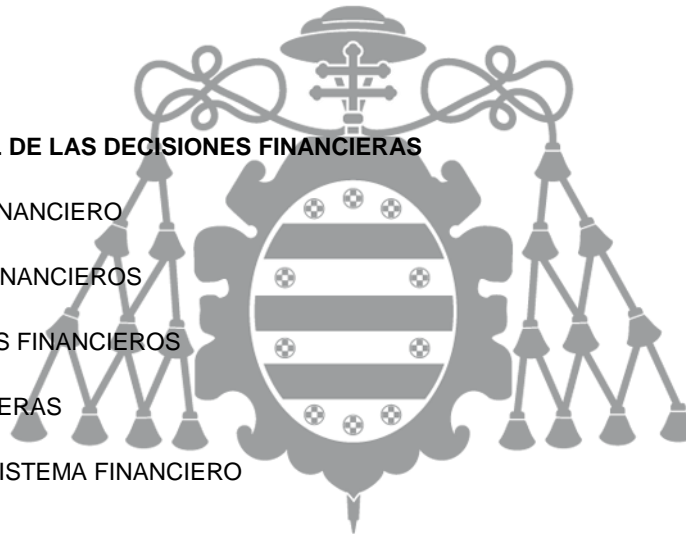 DE LAS DECISIONES FINANCIERAS
NANCIERO
NANCIEROS
S FINANCIEROS
ERAS
ISTEMA FINANCIERO